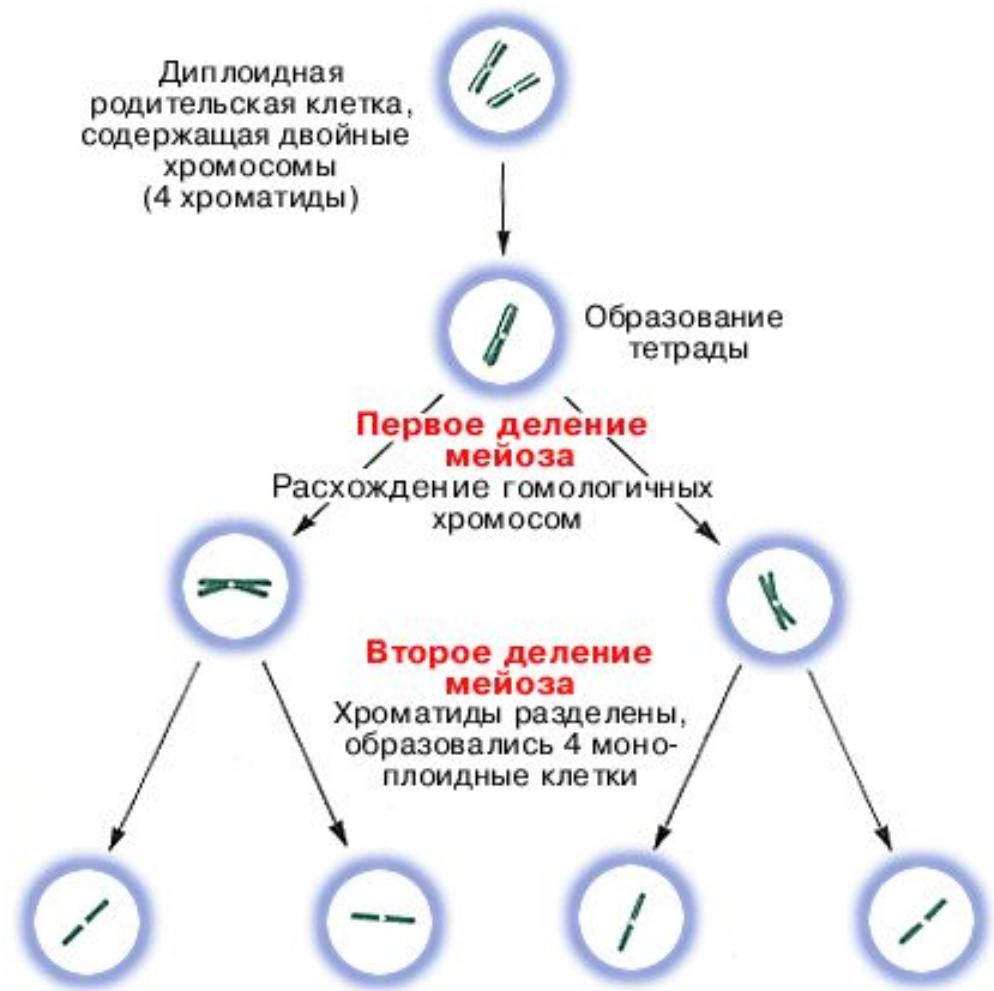 Диплоидная
родительская клетка,
содержащая двойные
хромосомы
(4 хроматиды)
Образование
тетрады
Первое деление
мейоза
Расхождение гомологичных
хромосом
Второе деление
мейоза
Хроматиды разделены,
образовались 4 моно-
плоидные клетки